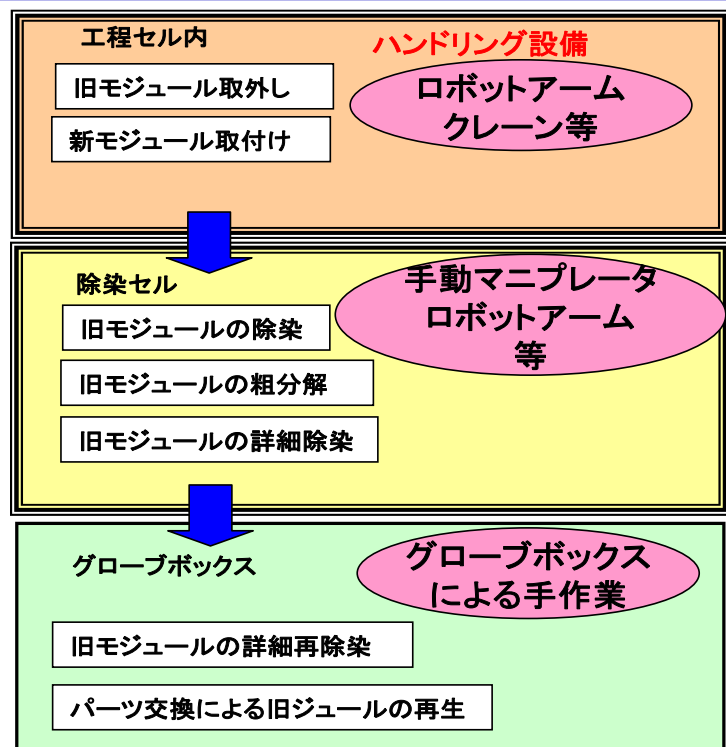 工程セル内
ハンドリング設備
旧モジュール取外し
新モジュール取付け
ロボットアーム
クレーン等
除染セル
手動マニプレータ
ロボットアーム
等
旧モジュールの除染
旧モジュールの粗分解
旧モジュールの詳細除染
グローブボックス
グローブボックス
による手作業
旧モジュールの詳細再除染
パーツ交換による旧ジュールの再生